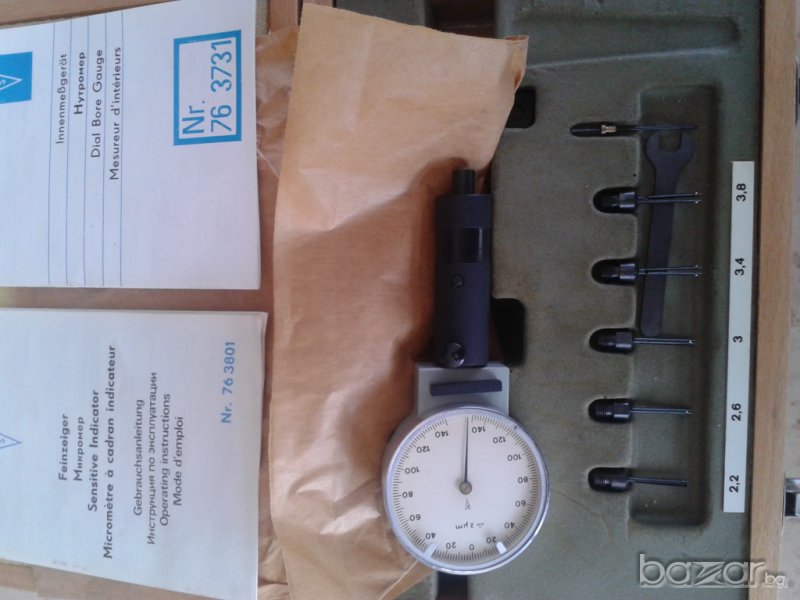 Innenmeßgerät
Нутромер
Dial Bore Gauge
Mesureur d'intérieurs
Nr.
76 3731
Feinzeiger
Микромер
Sensitive Indicator
Micromètre à cadran indicateur
Gebrauchsanleitung
Инструкция по эксплуатации
Operating instructions
Mode d'emploi
Nr. 76 3801
140 140
120 120
100 100
80 80
60 60
40 40
20 0 20
2 µm
2,2 2,6 3 3,4 3,8
bazar.bg